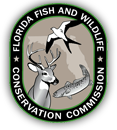 FLORIDA FISH AND WILDLIFE
CONSERVATION COMMISSION